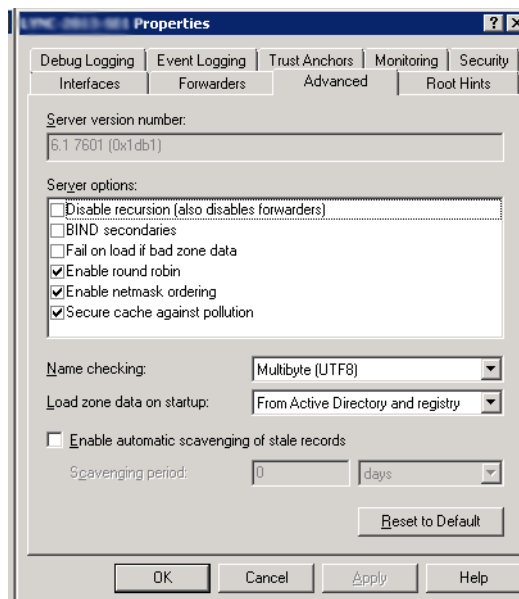 Properties
Debug Logging Event Logging Trust Anchors Monitoring Security
Interfaces Forwarders Advanced Root Hints
Server version number:
6.1 7601 (0x1db1)
Server options:
Disable recursion (also disables forwarders)
BIND secondaries
Fail on load if bad zone data
Enable round robin
Enable netmask ordering
Secure cache against pollution
Name checking: Multibyte (UTF8)
Load zone data on startup: From Active Directory and registry
Enable automatic scavenging of stale records
Scavenging period: 0 days
Reset to Default
OK Cancel Apply Help